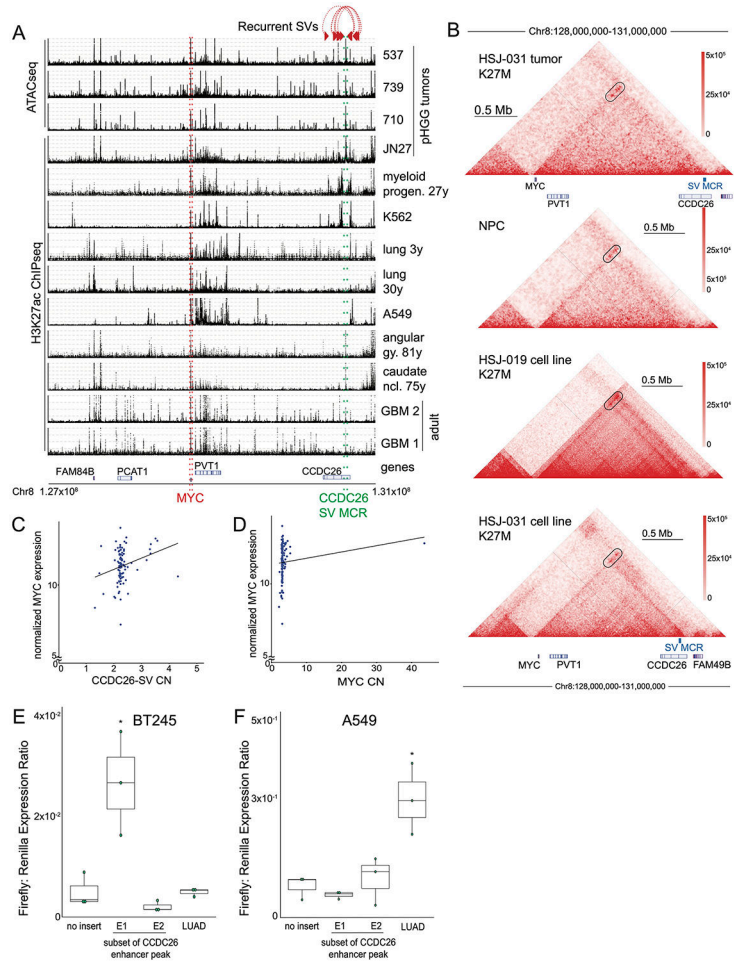 Recurrent SVs
A
ATACseq
537
739
710
JN27
pHGG tumors
H3K27ac ChIPseq
myeloid
progen. 27y
K562
lung 3y
lung
30y
A549
angular
gy. 81y
caudate
ncl. 75y
GBM 2
GBM 1
adult
genes
FAM84B
PCAT1
PVT1
CCDC26
Chr8 1.27x10⁸
MYC
CCDC26
SV MCR
1.31x10⁸
B
Chr8:128,000,000-131,000,000
HSJ-031 tumor
K27M
0.5 Mb
5x10⁵
25x10⁴
0
MYC
SV MCR
PVT1
CCDC26
NPC
0.5 Mb
25x10⁴
5x10⁵
0
HSJ-019 cell line
K27M
0.5 Mb
5x10⁵
25x10⁴
0
HSJ-031 cell line
K27M
0.5 Mb
5x10⁵
25x10⁴
0
SV MCR
MYC
PVT1
CCDC26
FAM49B
Chr8:128,000,000-131,000,000
C
normalized MYC expression
10
5
0
1
2
3
4
5
CCDC26-SV CN
D
normalized MYC expression
10
5
0
0
10
20
30
40
MYC CN
E
BT245
Firefly: Renilla Expression Ratio
4x10⁻²
2x10⁻²
0
*
no insert
E1
E2
LUAD
subset of CCDC26
enhancer peak
F
A549
Firefly: Renilla Expression Ratio
5x10⁻¹
3x10⁻¹
0
*
no insert
E1
E2
LUAD
subset of CCDC26
enhancer peak